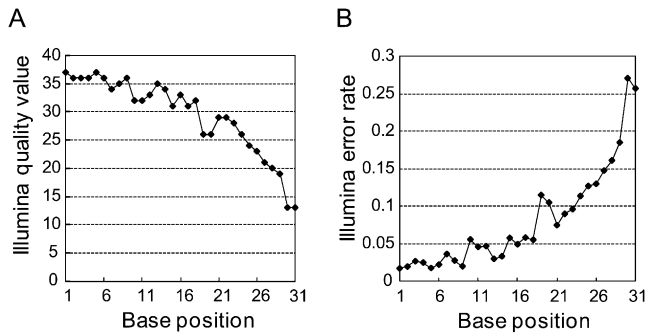 A
B
Illumina quality value
40
35
30
25
20
15
10
5
0
1 6 11 16 21 26 31
Base position
Illumina error rate
0.3
0.25
0.2
0.15
0.1
0.05
0
1 6 11 16 21 26 31
Base position